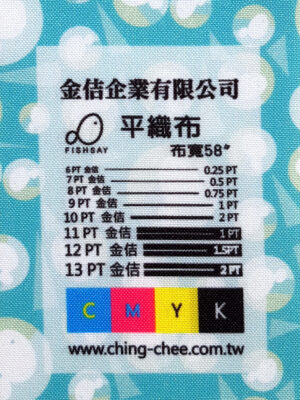 金佶企業有限公司
FISHGAY
平織布
布寬58"
6 PT 金佶 0.25 PT
7 PT 金佶 0.5 PT
8 PT 金佶 0.75 PT
9 PT 金佶 1 PT
10 PT 金佶 2 PT
11 PT 金佶 1 PT
12 PT 金佶 1.5PT
13 PT 金佶 2 PT
C M Y K
www.ching-chee.com.tw